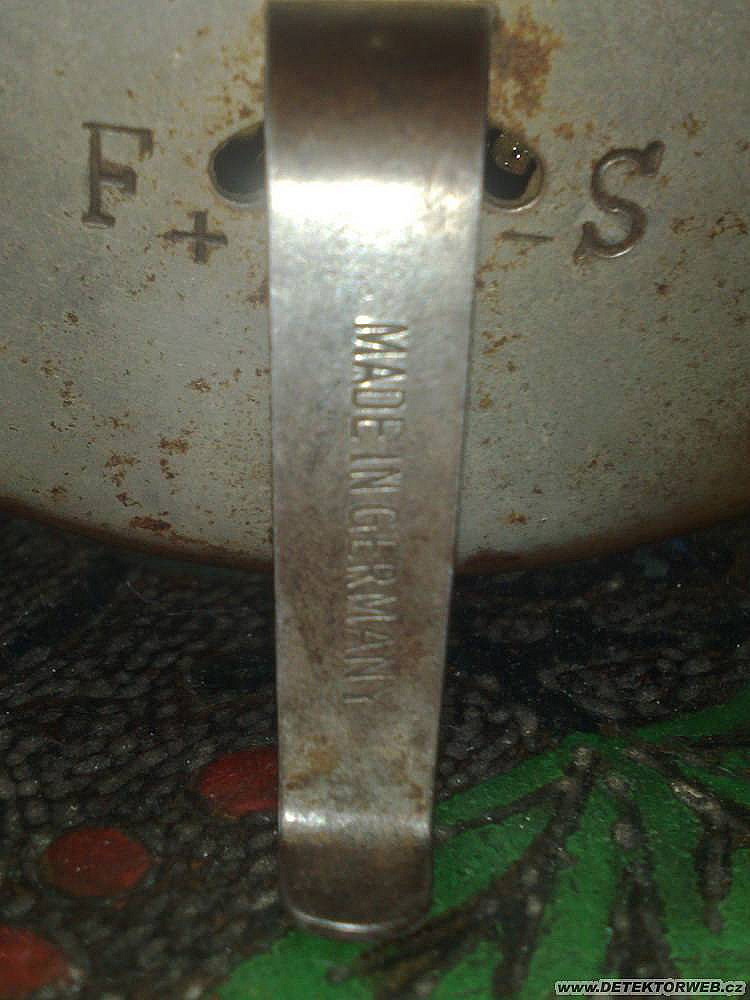 F + - S
MADE IN GERMANY
www.DETEKTORWEB.cz